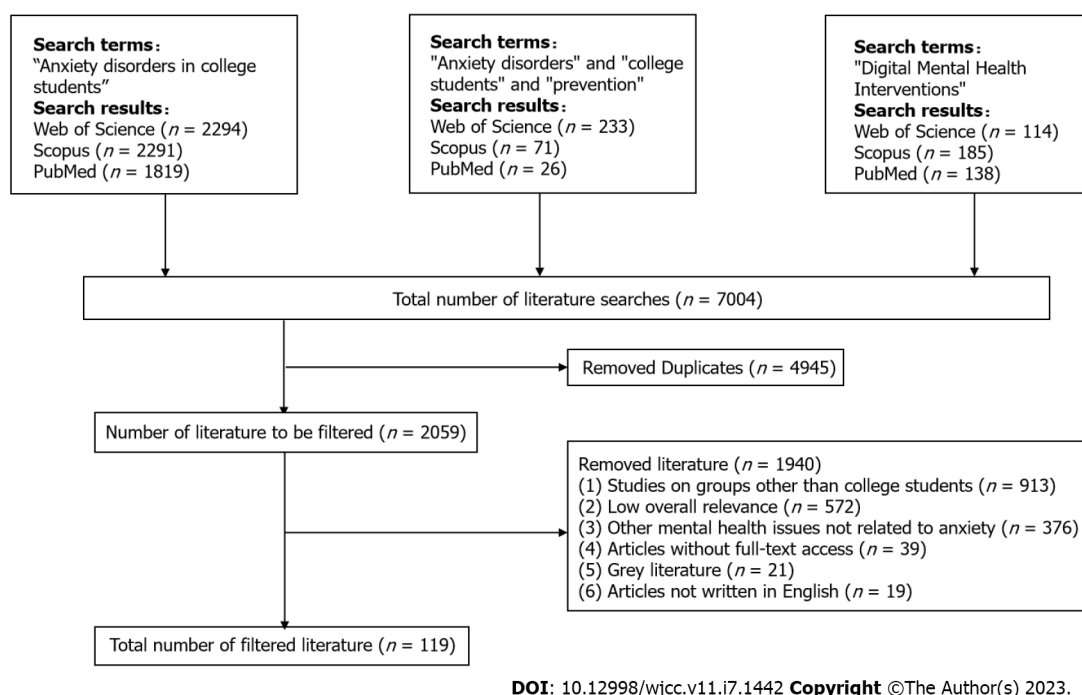 Search terms：
“Anxiety disorders in college
students”
Search results：
Web of Science (n = 2294)
Scopus (n = 2291)
PubMed (n = 1819)
Search terms：
"Anxiety disorders" and "college
students" and "prevention"
Search results：
Web of Science (n = 233)
Scopus (n = 71)
PubMed (n = 26)
Search terms：
"Digital Mental Health
Interventions"
Search results：
Web of Science (n = 114)
Scopus (n = 185)
PubMed (n = 138)
Total number of literature searches (n = 7004)
Removed Duplicates (n = 4945)
Number of literature to be filtered (n = 2059)
Removed literature (n = 1940)
(1) Studies on groups other than college students (n = 913)
(2) Low overall relevance (n = 572)
(3) Other mental health issues not related to anxiety (n = 376)
(4) Articles without full-text access (n = 39)
(5) Grey literature (n = 21)
(6) Articles not written in English (n = 19)
Total number of filtered literature (n = 119)
DOI: 10.12998/wjcc.v11.i7.1442 Copyright ©The Author(s) 2023.